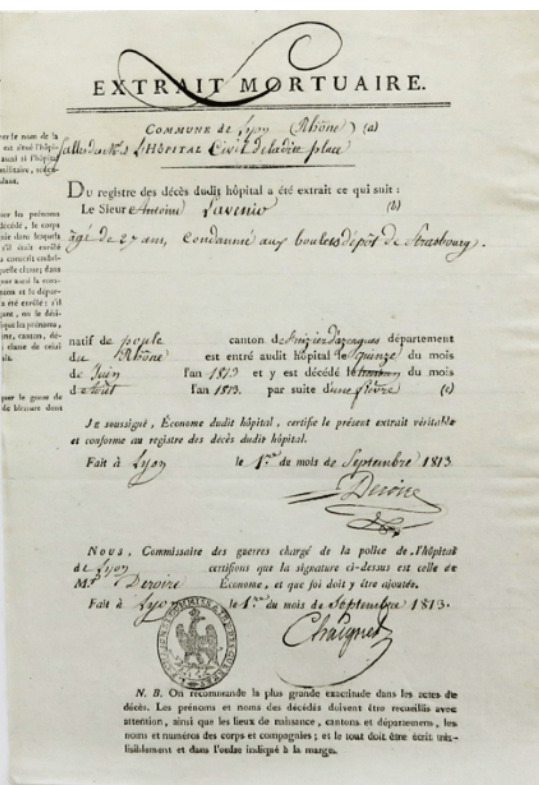 EXTRAIT MORTUAIRE.
COMMUNE de Lyon (Rhône) (a)
L'HÔPITAL Civil de ladite place
Du registre des décès dudit hôpital a été extrait ce qui suit :
Le Sieur Antoine Lavenir (b)
âgé de 27 ans, Condamné aux boulets dépôt de Strasbourg.
natif de poule canton de département
du Rhône est entré audit hôpital le quinze du mois
de Juin l'an 1813 et y est décédé le du mois
d'Août l'an 1813. par suite d'une fièvre (c)
JE soussigné, Économe dudit hôpital, certifie le présent extrait véritable
et conforme au registre des décès dudit hôpital.
Fait à Lyon le 1.re du mois de Septembre 1813
Deroire
NOUS, Commissaire des guerres chargé de la police de l'hôpital
de Lyon certifions que la signature ci-dessus est celle de
M.r Deroire Économe, et que foi doit y être ajoutée.
Fait à Lyon le 1.re du mois de Septembre 1813.
N. B. On recommande la plus grande exactitude dans les actes de
décès. Les prénoms et noms des décédés doivent être recueillis avec
attention, ainsi que les lieux de naissance, cantons et départemens, les
noms et numéros des corps et compagnies ; et le tout doit être écrit très-
lisiblement et dans l'ordre indiqué à la marge.